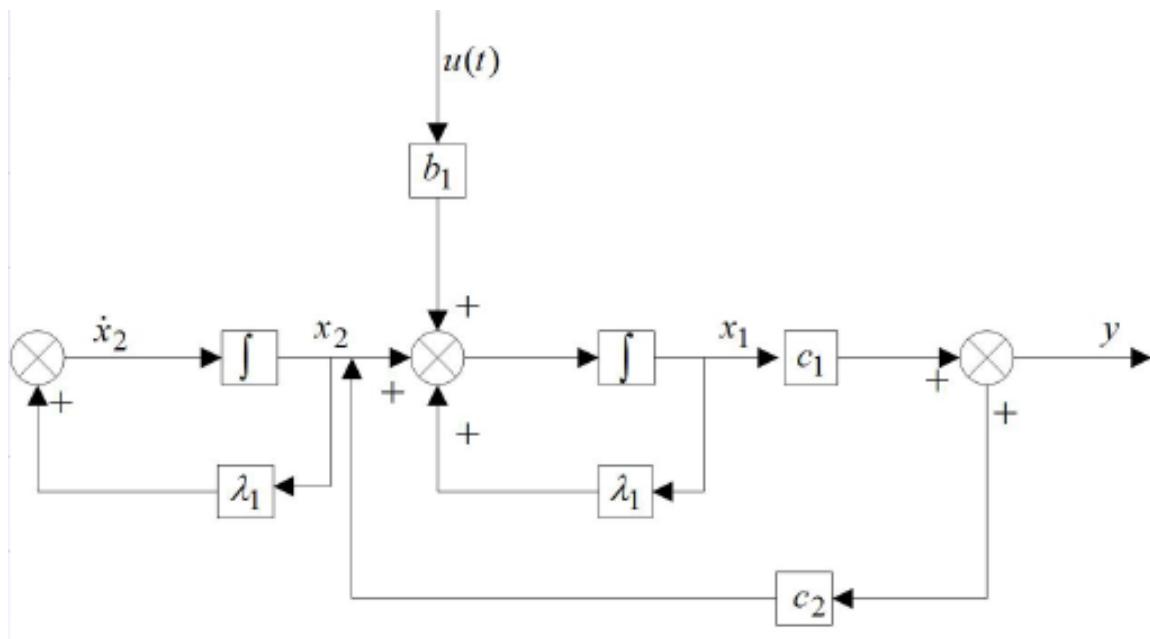 u(t)
b₁
+
ẋ₂ ∫ x₂ ∫ x₁ c₁ y
+ + + +
+
λ₁ λ₁
c₂